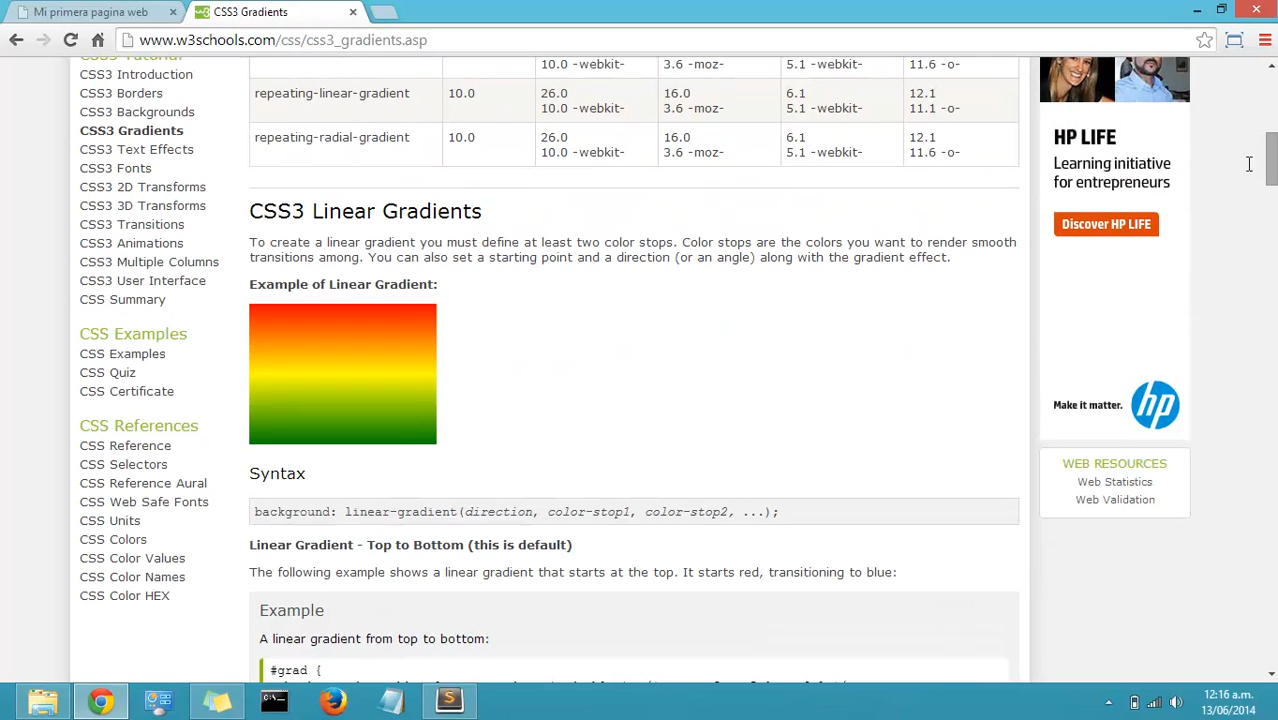 Mi primera pagina web
CSS3 Gradients
www.w3schools.com/css/css3_gradients.asp
CSS3 Introduction
CSS3 Borders
CSS3 Backgrounds
CSS3 Gradients
CSS3 Text Effects
CSS3 Fonts
CSS3 2D Transforms
CSS3 3D Transforms
CSS3 Transitions
CSS3 Animations
CSS3 Multiple Columns
CSS3 User Interface
CSS Summary
CSS Examples
CSS Examples
CSS Quiz
CSS Certificate
CSS References
CSS Reference
CSS Selectors
CSS Reference Aural
CSS Web Safe Fonts
CSS Units
CSS Colors
CSS Color Values
CSS Color Names
CSS Color HEX
10.0 -webkit- 3.6 -moz- 5.1 -webkit- 11.6 -o-
repeating-linear-gradient 10.0 26.0 16.0 6.1 12.1
10.0 -webkit- 3.6 -moz- 5.1 -webkit- 11.1 -o-
repeating-radial-gradient 10.0 26.0 16.0 6.1 12.1
10.0 -webkit- 3.6 -moz- 5.1 -webkit- 11.6 -o-
CSS3 Linear Gradients
To create a linear gradient you must define at least two color stops. Color stops are the colors you want to render smooth
transitions among. You can also set a starting point and a direction (or an angle) along with the gradient effect.
Example of Linear Gradient:
Syntax
background: linear-gradient(direction, color-stop1, color-stop2, ...);
Linear Gradient - Top to Bottom (this is default)
The following example shows a linear gradient that starts at the top. It starts red, transitioning to blue:
Example
A linear gradient from top to bottom:
#grad {
HP LIFE
Learning initiative
for entrepreneurs
Discover HP LIFE
Make it matter.
hp
WEB RESOURCES
Web Statistics
Web Validation
12:16 a.m.
13/06/2014